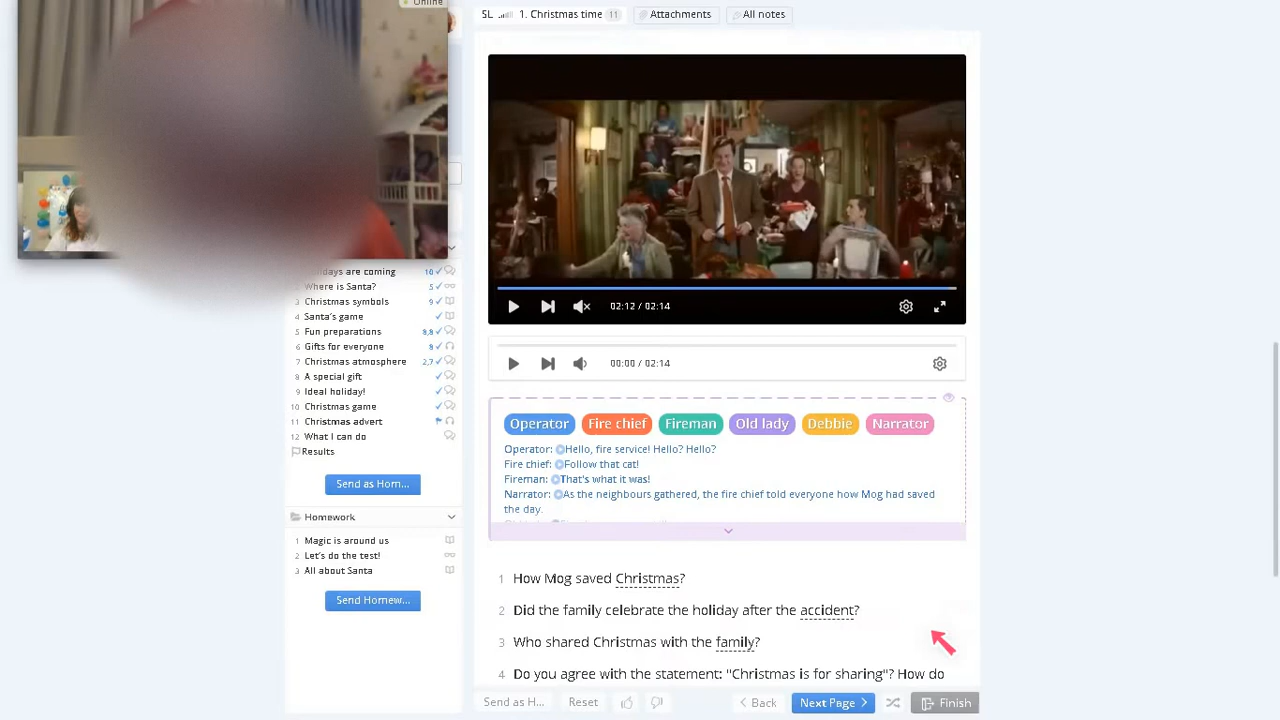 Online
SL 1. Christmas time 11 Attachments All notes
02:12 / 02:14
00:00 / 02:14
Operator Fire chief Fireman Old lady Debbie Narrator
Operator: Hello, fire service! Hello? Hello?
Fire chief: Follow that cat!
Fireman: That's what it was!
Narrator: As the neighbours gathered, the fire chief told everyone how Mog had saved
the day.
1 How Mog saved Christmas?
2 Did the family celebrate the holiday after the accident?
3 Who shared Christmas with the family?
4 Do you agree with the statement: "Christmas is for sharing"? How do
are coming 10
Where is Santa? 5
3 Christmas symbols 9
4 Santa's game
5 Fun preparations 8,8
6 Gifts for everyone 8
7 Christmas atmosphere 2,7
8 A special gift
9 Ideal holiday!
10 Christmas game
11 Christmas advert
12 What I can do
Results
Send as Hom...
Homework
1 Magic is around us
2 Let's do the test!
3 All about Santa
Send Homew...
Send as H... Reset Back Next Page Finish